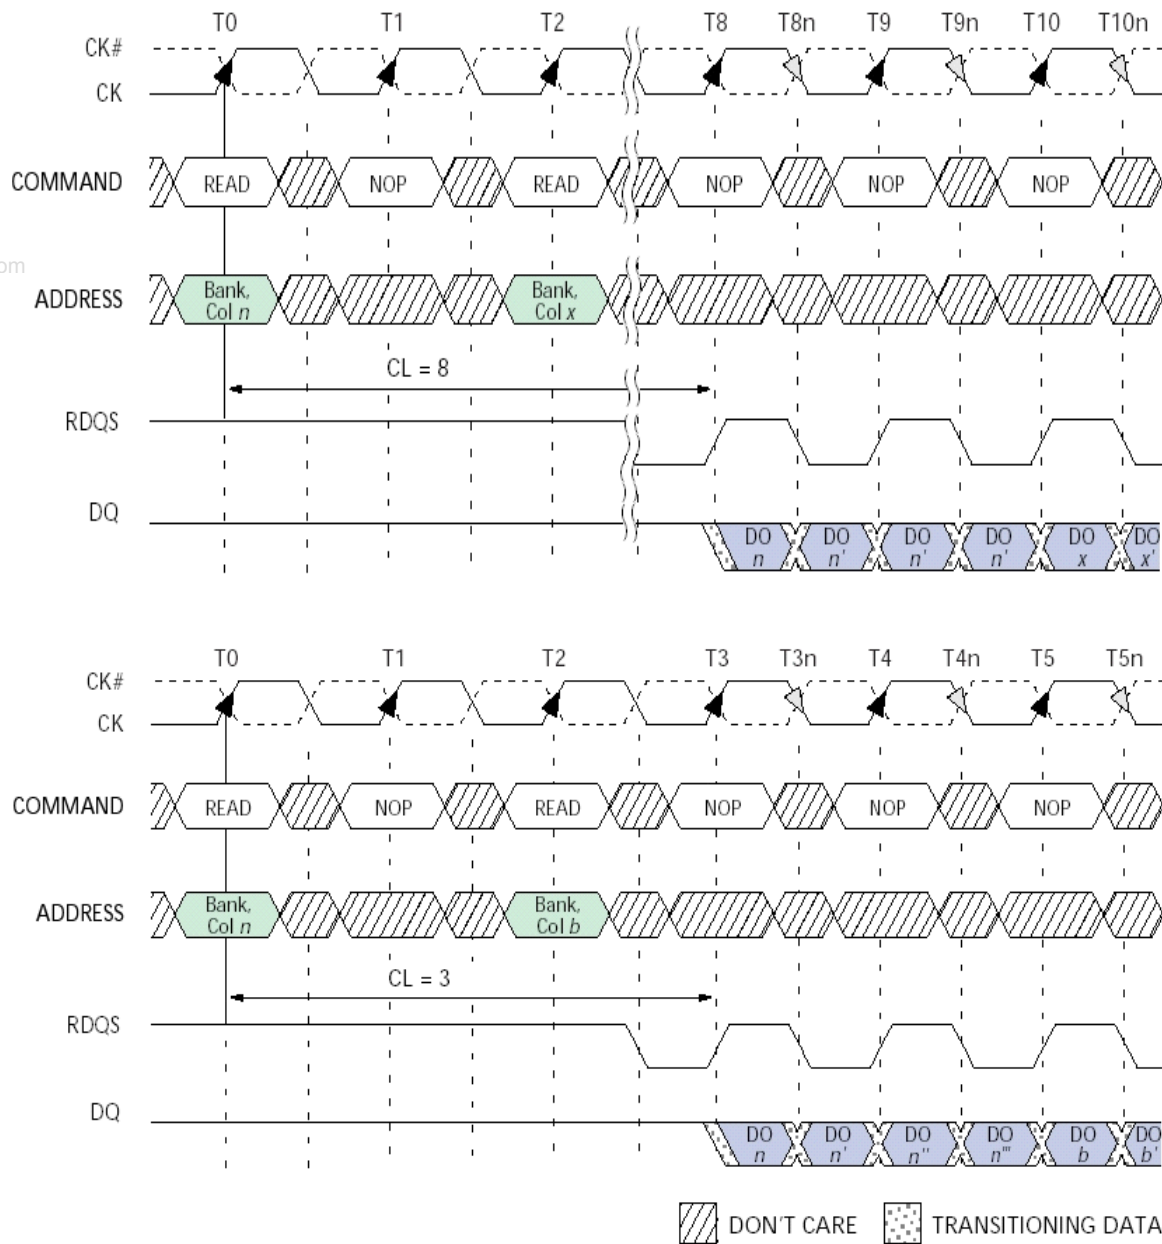 T0 T1 T2 T8 T8n T9 T9n T10 T10n
CK#
CK
COMMAND READ NOP READ NOP NOP NOP
om
ADDRESS Bank, Col n Bank, Col x
CL = 8
RDQS
DQ
DO n DO n' DO n' DO n' DO x DO x'
T0 T1 T2 T3 T3n T4 T4n T5 T5n
CK#
CK
COMMAND READ NOP READ NOP NOP NOP
ADDRESS Bank, Col n Bank, Col b
CL = 3
RDQS
DQ
DO n DO n' DO n'' DO n''' DO b DO b'
DON'T CARE TRANSITIONING DATA